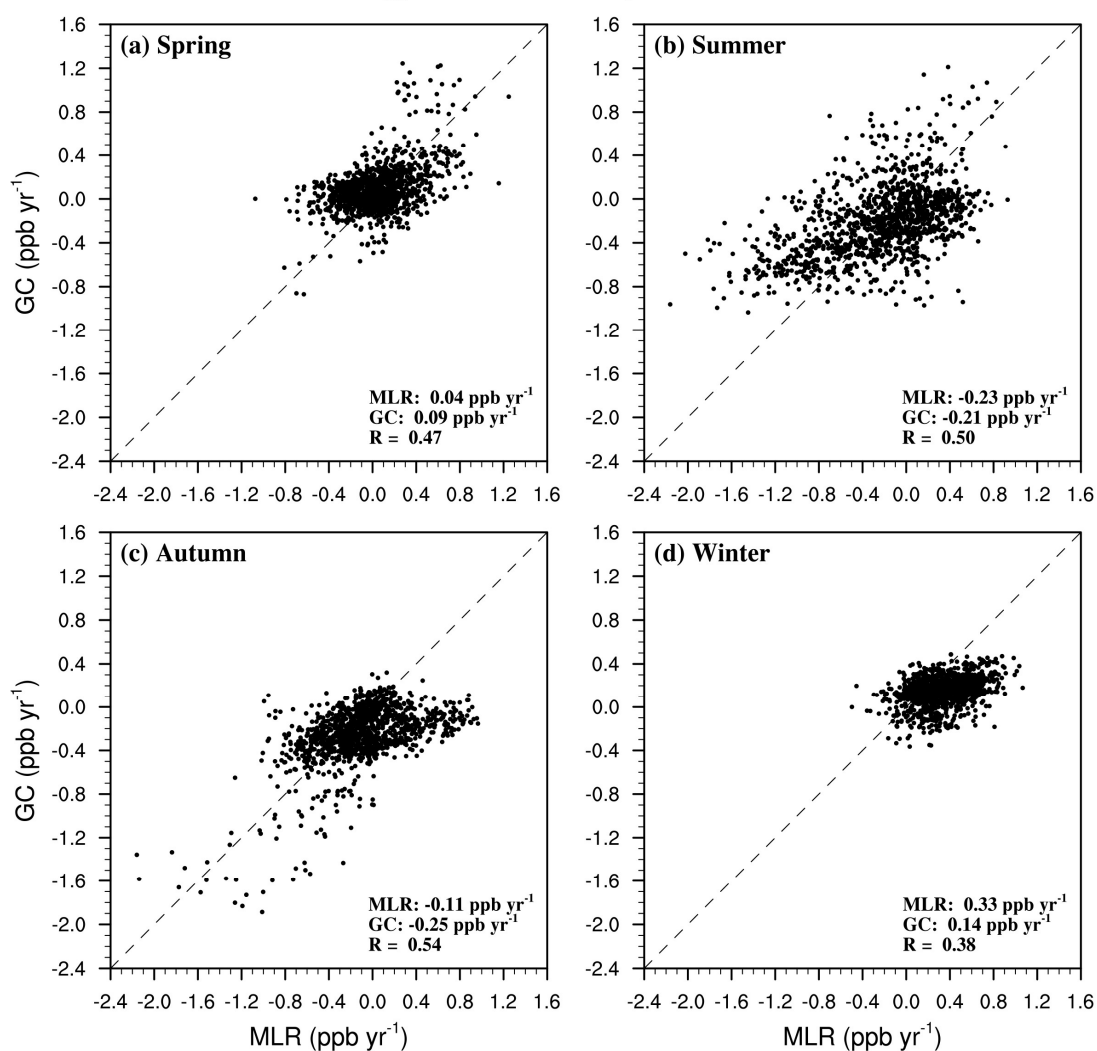 (a) Spring
1.6
1.2
0.8
0.4
0.0
-0.4
-0.8
-1.2
-1.6
-2.0
-2.4
GC (ppb yr⁻¹)
MLR: 0.04 ppb yr⁻¹
GC: 0.09 ppb yr⁻¹
R = 0.47
-2.4 -2.0 -1.6 -1.2 -0.8 -0.4 0.0 0.4 0.8 1.2 1.6
(b) Summer
1.6
1.2
0.8
0.4
0.0
-0.4
-0.8
-1.2
-1.6
-2.0
-2.4
MLR: -0.23 ppb yr⁻¹
GC: -0.21 ppb yr⁻¹
R = 0.50
-2.4 -2.0 -1.6 -1.2 -0.8 -0.4 0.0 0.4 0.8 1.2 1.6
(c) Autumn
1.6
1.2
0.8
0.4
0.0
-0.4
-0.8
-1.2
-1.6
-2.0
-2.4
GC (ppb yr⁻¹)
MLR: -0.11 ppb yr⁻¹
GC: -0.25 ppb yr⁻¹
R = 0.54
-2.4 -2.0 -1.6 -1.2 -0.8 -0.4 0.0 0.4 0.8 1.2 1.6
MLR (ppb yr⁻¹)
(d) Winter
1.6
1.2
0.8
0.4
0.0
-0.4
-0.8
-1.2
-1.6
-2.0
-2.4
MLR: 0.33 ppb yr⁻¹
GC: 0.14 ppb yr⁻¹
R = 0.38
-2.4 -2.0 -1.6 -1.2 -0.8 -0.4 0.0 0.4 0.8 1.2 1.6
MLR (ppb yr⁻¹)